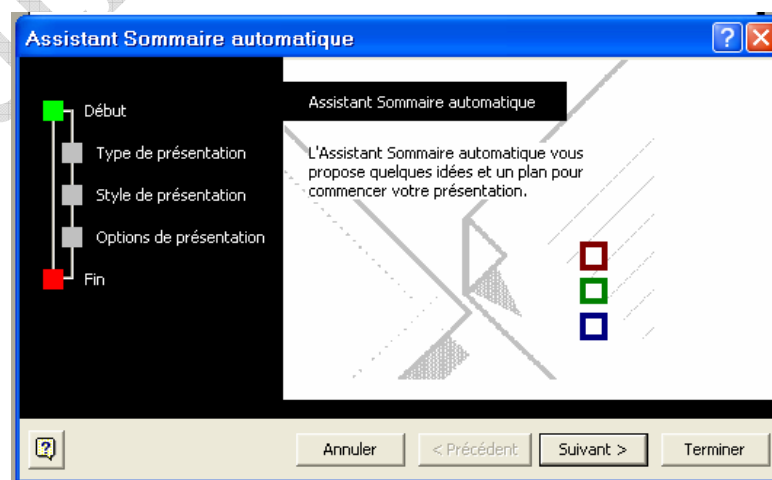 Assistant Sommaire automatique
Début
Type de présentation
Style de présentation
Options de présentation
Fin
Assistant Sommaire automatique
L'Assistant Sommaire automatique vous
propose quelques idées et un plan pour
commencer votre présentation.
Annuler
< Précédent
Suivant >
Terminer